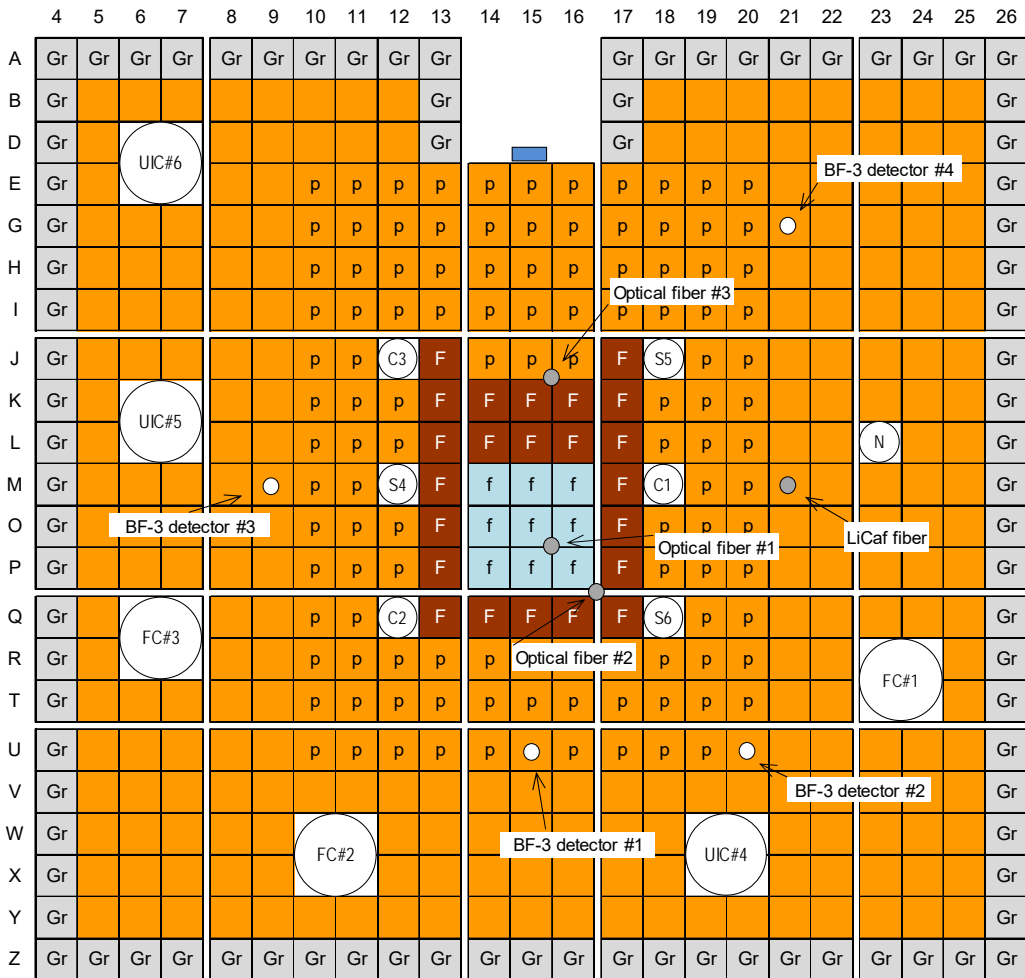 4 5 6 7 8 9 10 11 12 13 14 15 16 17 18 19 20 21 22 23 24 25 26
A Gr Gr Gr Gr Gr Gr Gr Gr Gr Gr Gr Gr Gr Gr Gr Gr Gr Gr Gr Gr
B Gr Gr Gr Gr
D Gr Gr Gr Gr
UIC#6
BF-3 detector #4
E Gr p p p p p p p p p p p Gr
G Gr p p p p p p p p p p p Gr
H Gr p p p p p p p p p p p Gr
Optical fiber #3
I Gr p p p p p p p p p p p Gr
J Gr p p C3 F p p p F S5 p p Gr
K Gr p p p F F F F F p p p Gr
UIC#5
L Gr p p p F F F F F p p p N Gr
M Gr p p S4 F f f f F C1 p p Gr
BF-3 detector #3
O Gr p p p F f f f F p p p Gr
LiCaf fiber
Optical fiber #1
P Gr p p p F f f f F p p p Gr
Q Gr p p C2 F F F F F S6 p p Gr
FC#3
R Gr p p p p p p p p Gr
Optical fiber #2
FC#1
T Gr p p p p p p p p p p p Gr
U Gr p p p p p p p p p Gr
V Gr Gr
BF-3 detector #2
W Gr Gr
BF-3 detector #1
FC#2 UIC#4
X Gr Gr
Y Gr Gr
Z Gr Gr Gr Gr Gr Gr Gr Gr Gr Gr Gr Gr Gr Gr Gr Gr Gr Gr Gr Gr Gr Gr Gr